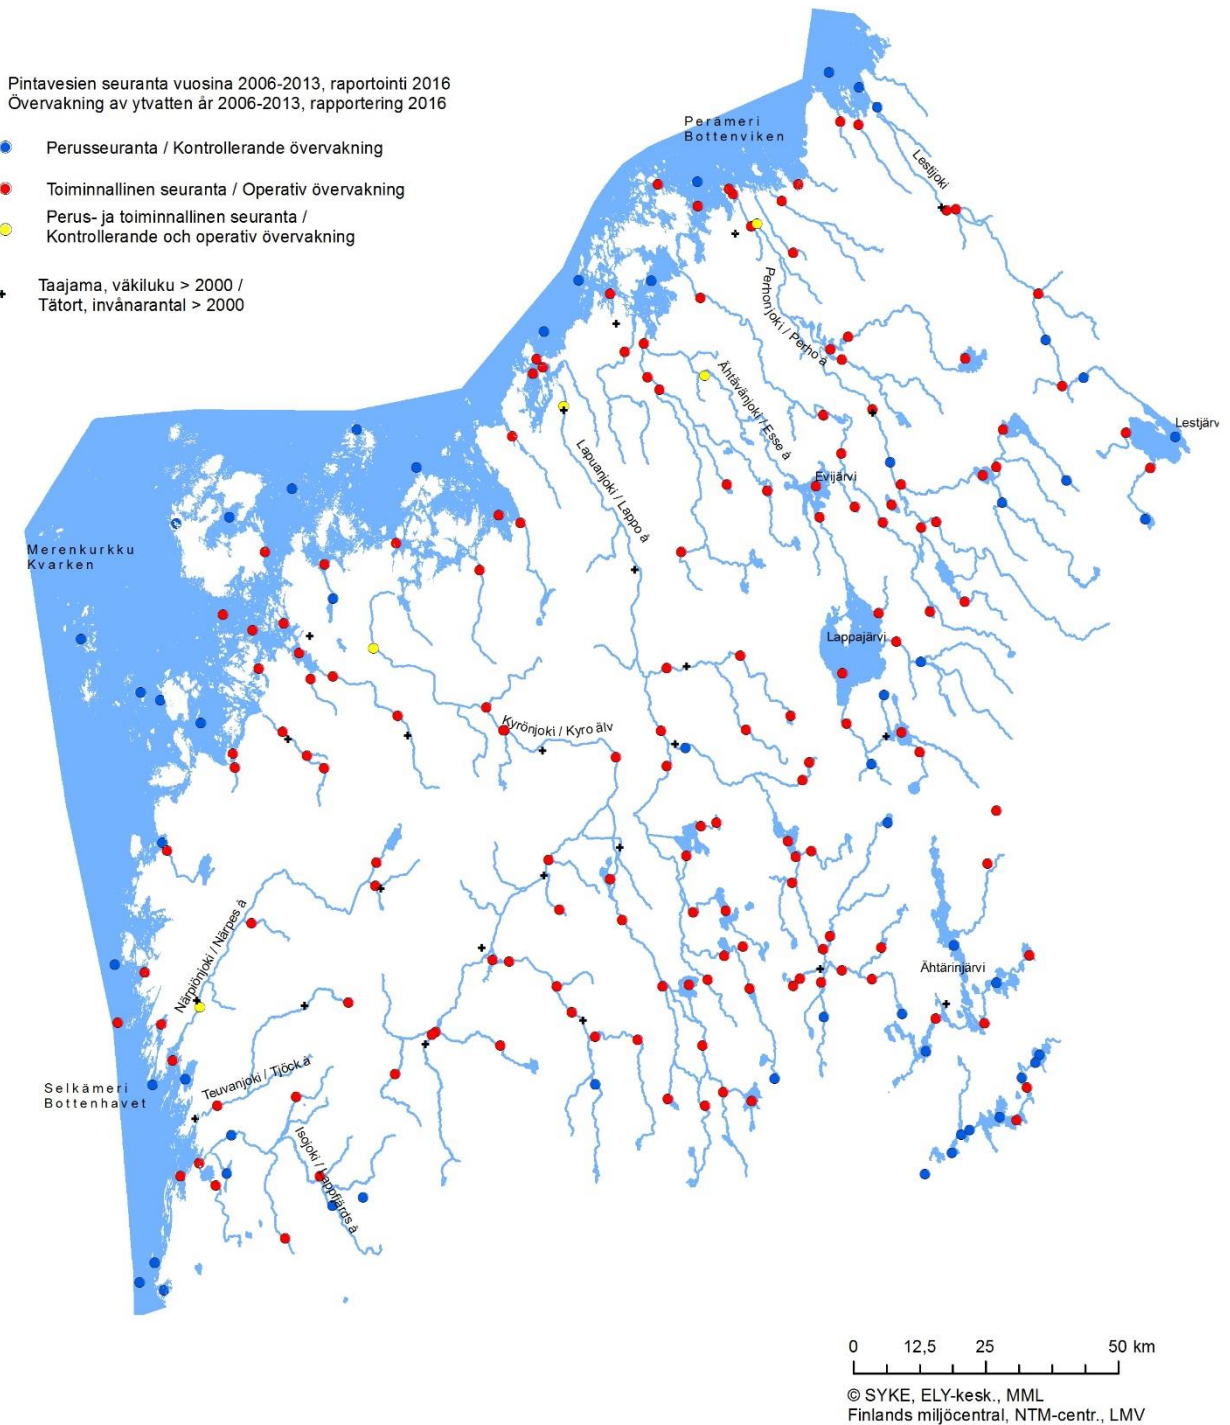 Pintavesien seuranta vuosina 2006-2013, raportointi 2016
Övervakning av ytvatten år 2006-2013, rapportering 2016
Perusseuranta / Kontrollerande övervakning
Toiminnallinen seuranta / Operativ övervakning
Perus- ja toiminnallinen seuranta /
Kontrollerande och operativ övervakning
Taajama, väkiluku > 2000 /
Tätort, invånarantal > 2000
Perämeri
Bottenviken
Lestijoki
Perhonjoki / Perho å
Ähtävänjoki / Esse å
Lestjärv
Evijärvi
Lapuanjoki / Lappo å
Merenkurkku
Kvarken
Lappajärvi
Kyrönjoki / Kyro älv
Närpiönjoki / Närpes å
Ähtärinjärvi
Teuvanjoki / Tjöck å
Selkämeri
Bottenhavet
Isojoki / Lappfjärds å
0 12,5 25 50 km
© SYKE, ELY-kesk., MML
Finlands miljöcentral, NTM-centr., LMV